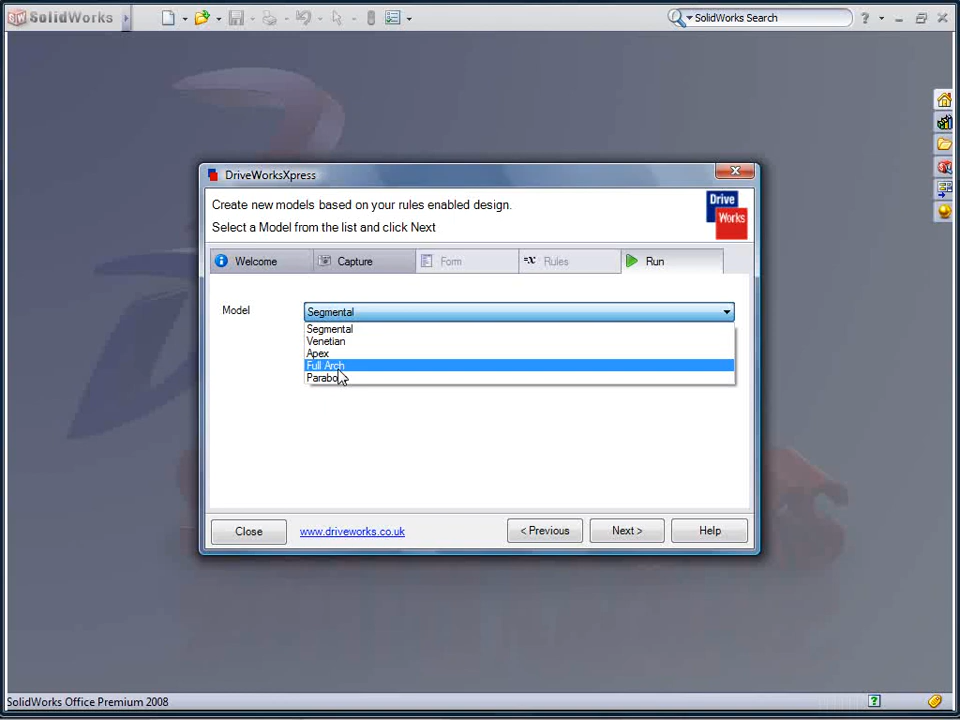 SolidWorks
SolidWorks Search
DriveWorksXpress
Create new models based on your rules enabled design.
Select a Model from the list and click Next
Drive
Works
Welcome
Capture
Form
Rules
Run
Model
Segmental
Segmental
Venetian
Apex
Full Arch
Parabo
Close
www.driveworks.co.uk
< Previous
Next >
Help
SolidWorks Office Premium 2008